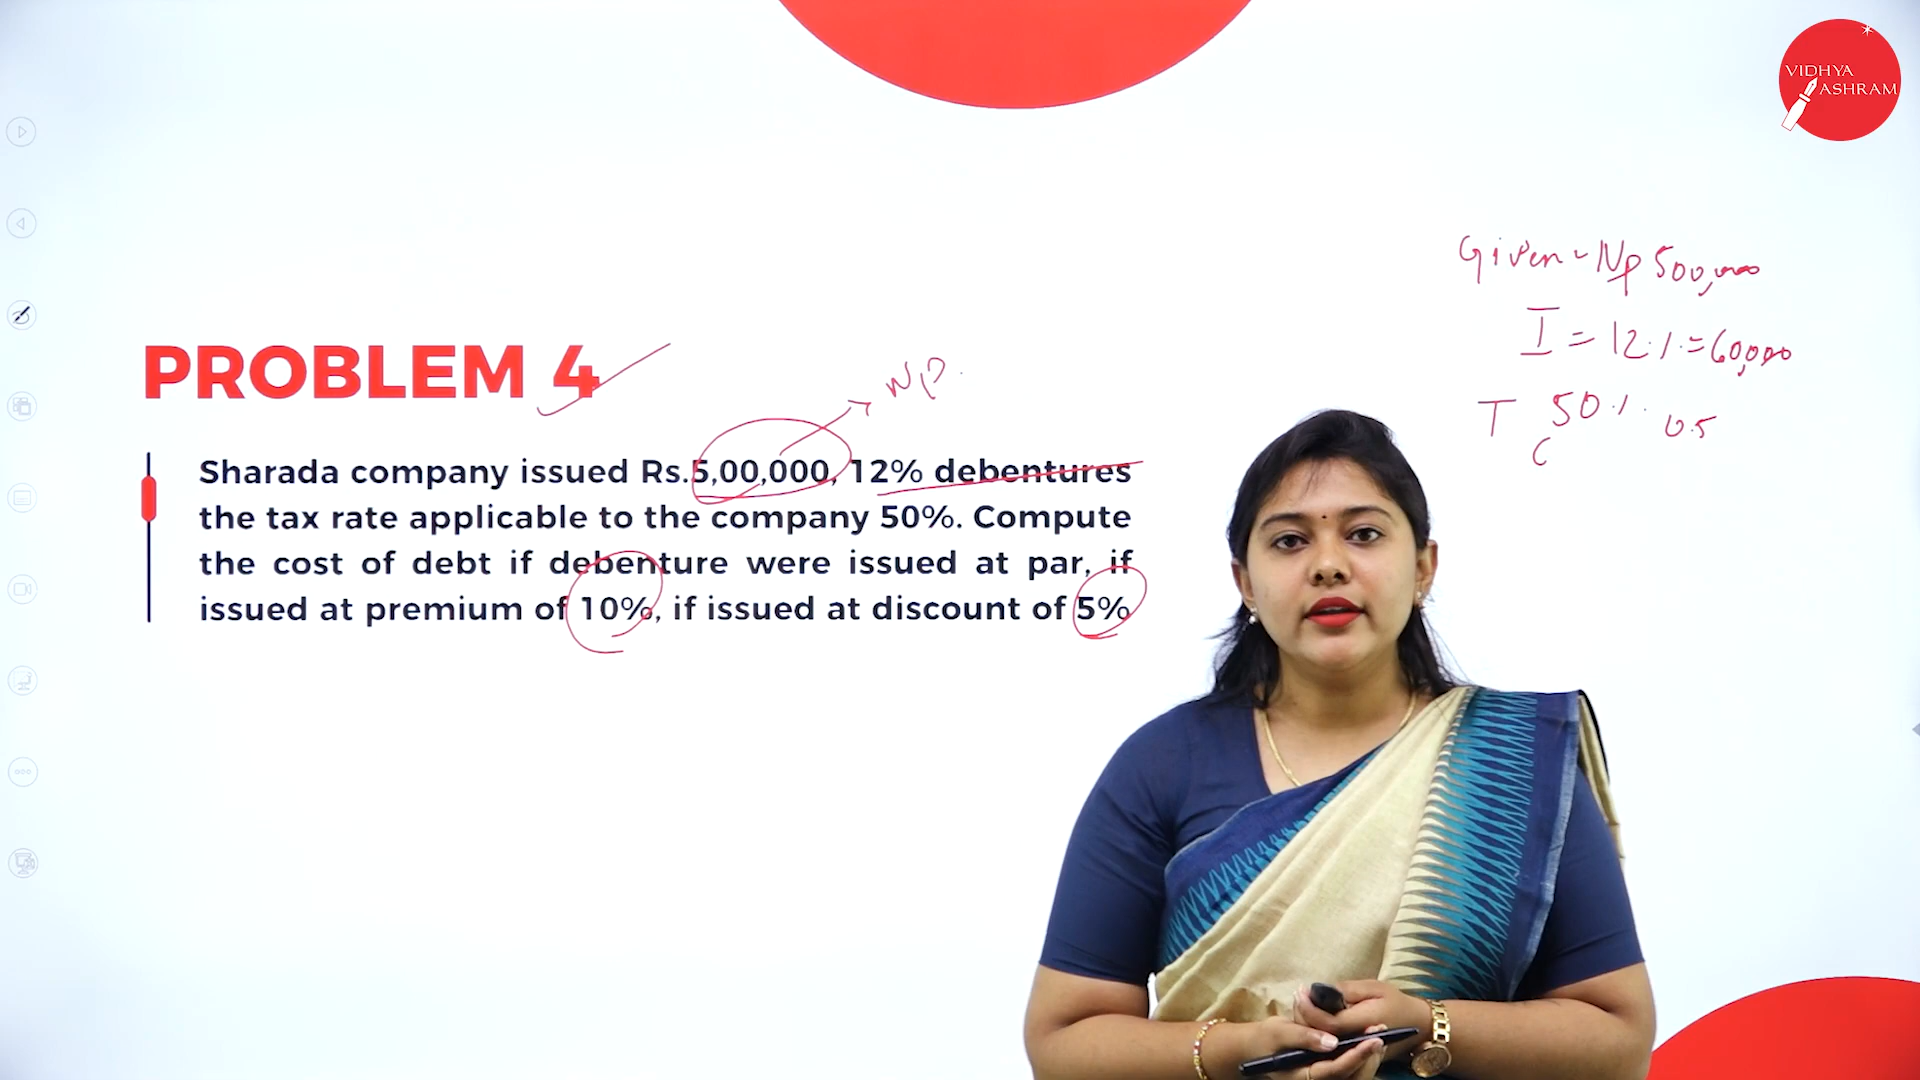 VIDHYA
ASHRAM
Given - NP 500,000
I = 12% = 60,000
T 50% 0.5
PROBLEM 4
NP.
Sharada company issued Rs.5,00,000, 12% debentures
the tax rate applicable to the company 50%. Compute
the cost of debt if debenture were issued at par, if
issued at premium of 10%, if issued at discount of 5%